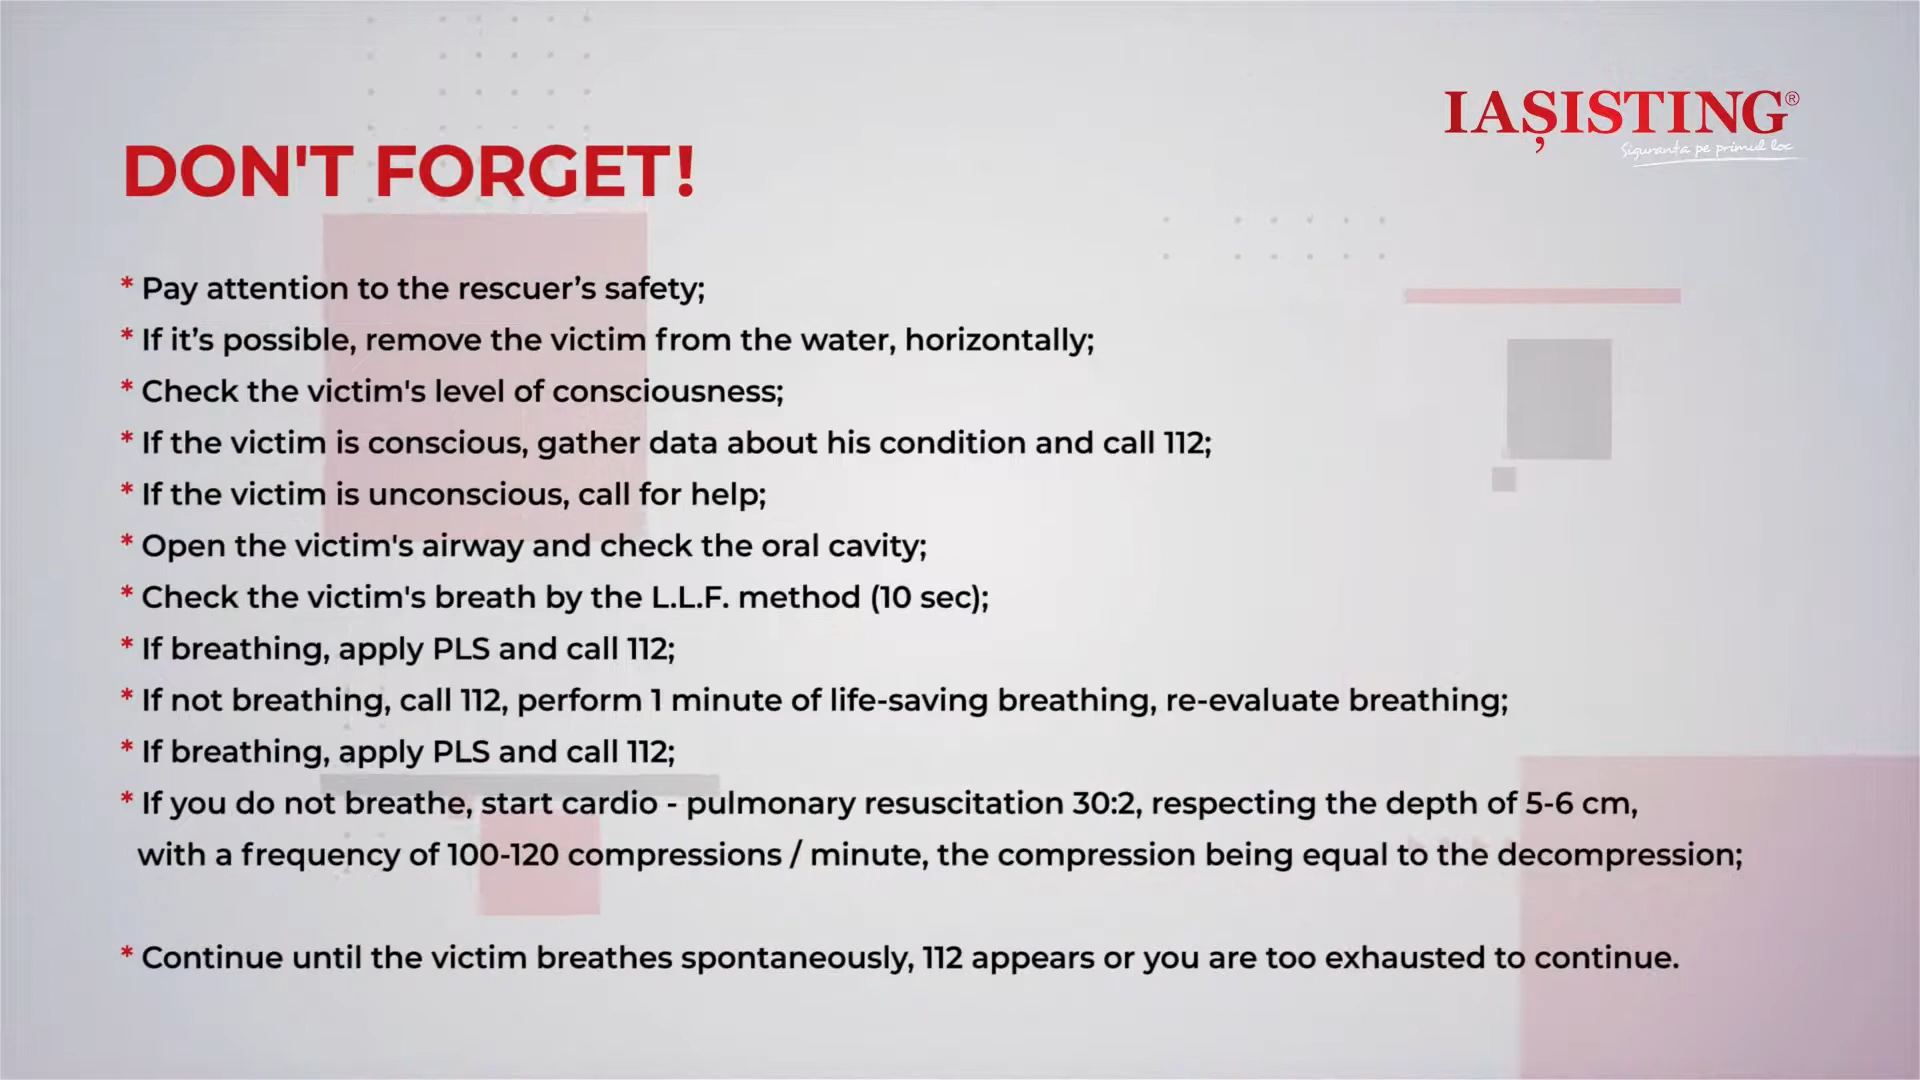 IAȘISTING®
Siguranta pe primul loc
DON'T FORGET!
* Pay attention to the rescuer’s safety;
* If it’s possible, remove the victim from the water, horizontally;
* Check the victim's level of consciousness;
* If the victim is conscious, gather data about his condition and call 112;
* If the victim is unconscious, call for help;
* Open the victim's airway and check the oral cavity;
* Check the victim's breath by the L.L.F. method (10 sec);
* If breathing, apply PLS and call 112;
* If not breathing, call 112, perform 1 minute of life-saving breathing, re-evaluate breathing;
* If breathing, apply PLS and call 112;
* If you do not breathe, start cardio - pulmonary resuscitation 30:2, respecting the depth of 5-6 cm,
with a frequency of 100-120 compressions / minute, the compression being equal to the decompression;
* Continue until the victim breathes spontaneously, 112 appears or you are too exhausted to continue.